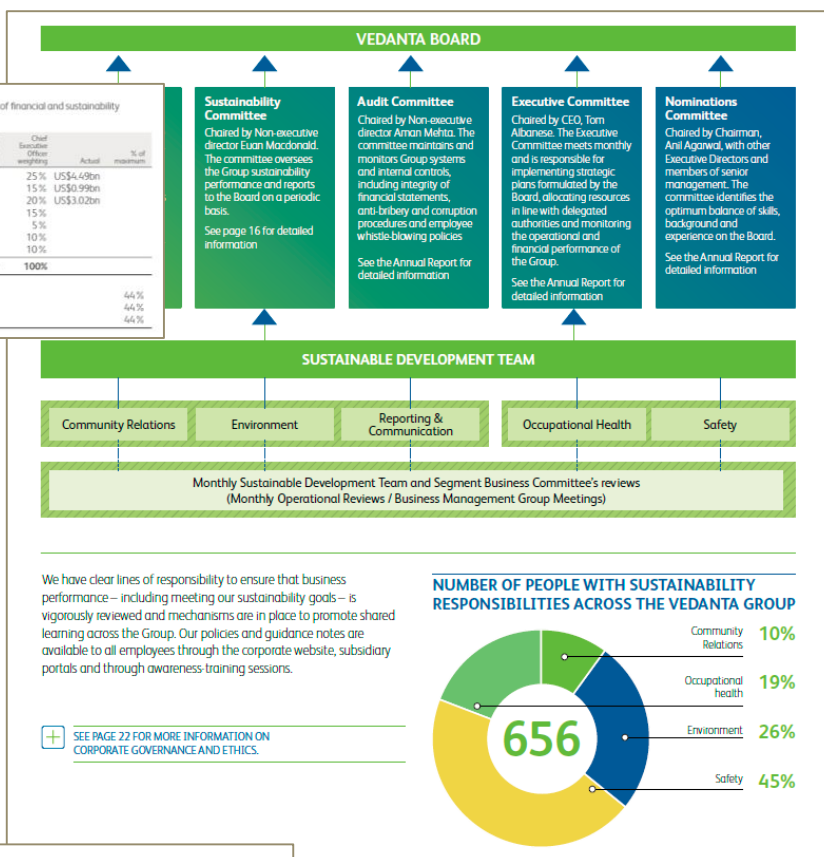 VEDANTA BOARD
of financial and sustainability
Chief
Executive
Officer
weighting Actual % of
maximum
25% US$4.49bn
15% US$0.99bn
20% US$3.02bn
15%
5%
10%
10%
100%
44%
44%
44%
Sustainability
Committee
Chaired by Non-executive
director Euan Macdonald.
The committee oversees
the Group sustainability
performance and reports
to the Board on a periodic
basis.
See page 16 for detailed
information
Audit Committee
Chaired by Non-executive
director Aman Mehta. The
committee maintains and
monitors Group systems
and internal controls,
including integrity of
financial statements,
anti-bribery and corruption
procedures and employee
whistle-blowing policies
See the Annual Report for
detailed information
Executive Committee
Chaired by CEO, Tom
Albanese. The Executive
Committee meets monthly
and is responsible for
implementing strategic
plans formulated by the
Board, allocating resources
in line with delegated
authorities and monitoring
the operational and
financial performance of
the Group.
See the Annual Report for
detailed information
Nominations
Committee
Chaired by Chairman,
Anil Agarwal, with other
Executive Directors and
members of senior
management. The
committee identifies the
optimum balance of skills,
background and
experience on the Board.
See the Annual Report for
detailed information
SUSTAINABLE DEVELOPMENT TEAM
Community Relations
Environment
Reporting &
Communication
Occupational Health
Safety
Monthly Sustainable Development Team and Segment Business Committee's reviews
(Monthly Operational Reviews / Business Management Group Meetings)
We have clear lines of responsibility to ensure that business
performance – including meeting our sustainability goals – is
vigorously reviewed and mechanisms are in place to promote shared
learning across the Group. Our policies and guidance notes are
available to all employees through the corporate website, subsidiary
portals and through awareness-training sessions.
SEE PAGE 22 FOR MORE INFORMATION ON
CORPORATE GOVERNANCE AND ETHICS.
NUMBER OF PEOPLE WITH SUSTAINABILITY
RESPONSIBILITIES ACROSS THE VEDANTA GROUP
656
Community
Relations 10%
Occupational
health 19%
Environment 26%
Safety 45%